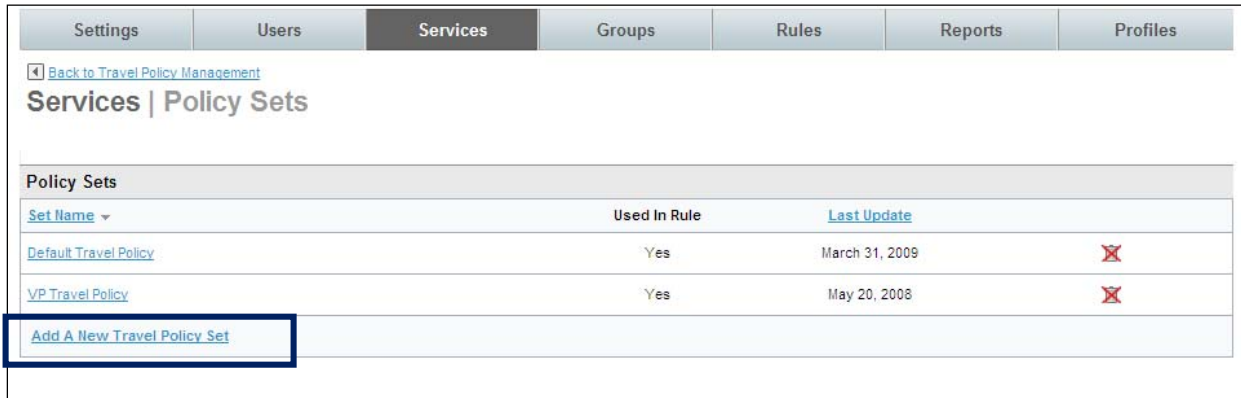 Settings Users Services Groups Rules Reports Profiles
Back to Travel Policy Management
Services | Policy Sets
Policy Sets
Set Name Used In Rule Last Update
Default Travel Policy Yes March 31, 2009
VP Travel Policy Yes May 20, 2008
Add A New Travel Policy Set